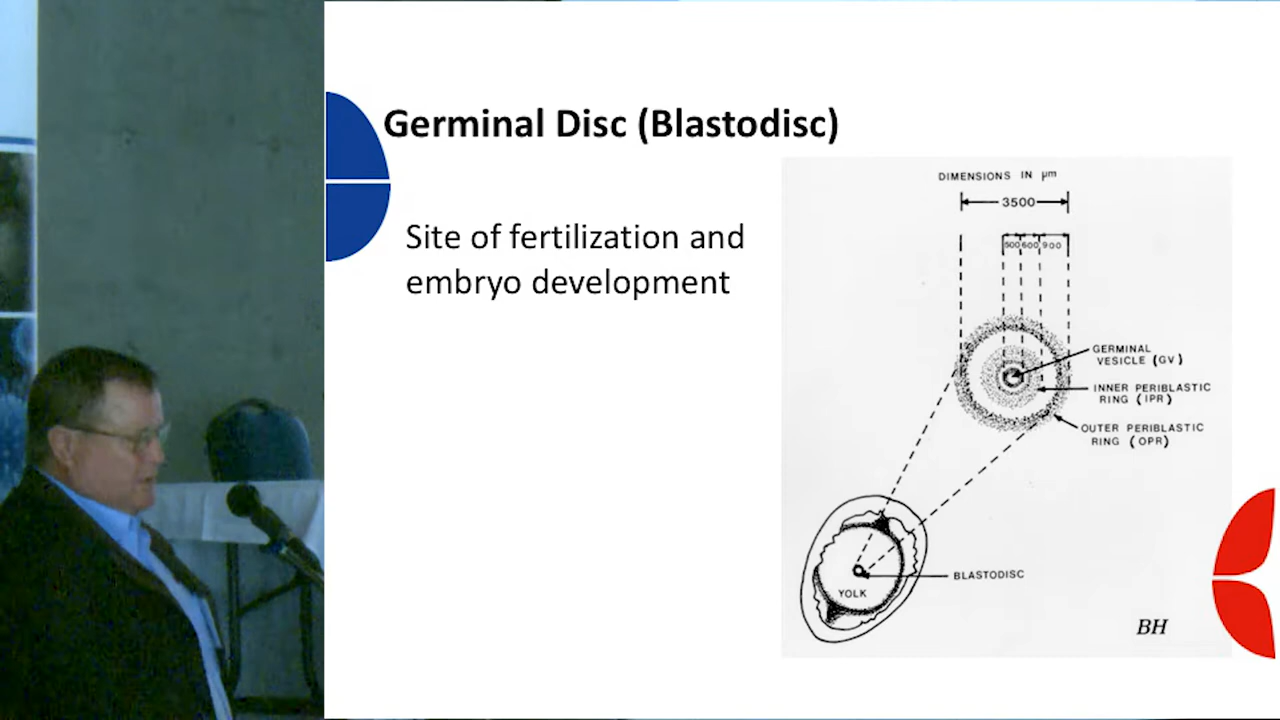 Germinal Disc (Blastodisc)
Site of fertilization and
embryo development
DIMENSIONS IN µm
3500
500 600 900
GERMINAL
VESICLE (GV)
INNER PERIBLASTIC
RING (IPR)
OUTER PERIBLASTIC
RING (OPR)
BLASTODISC
YOLK
BH